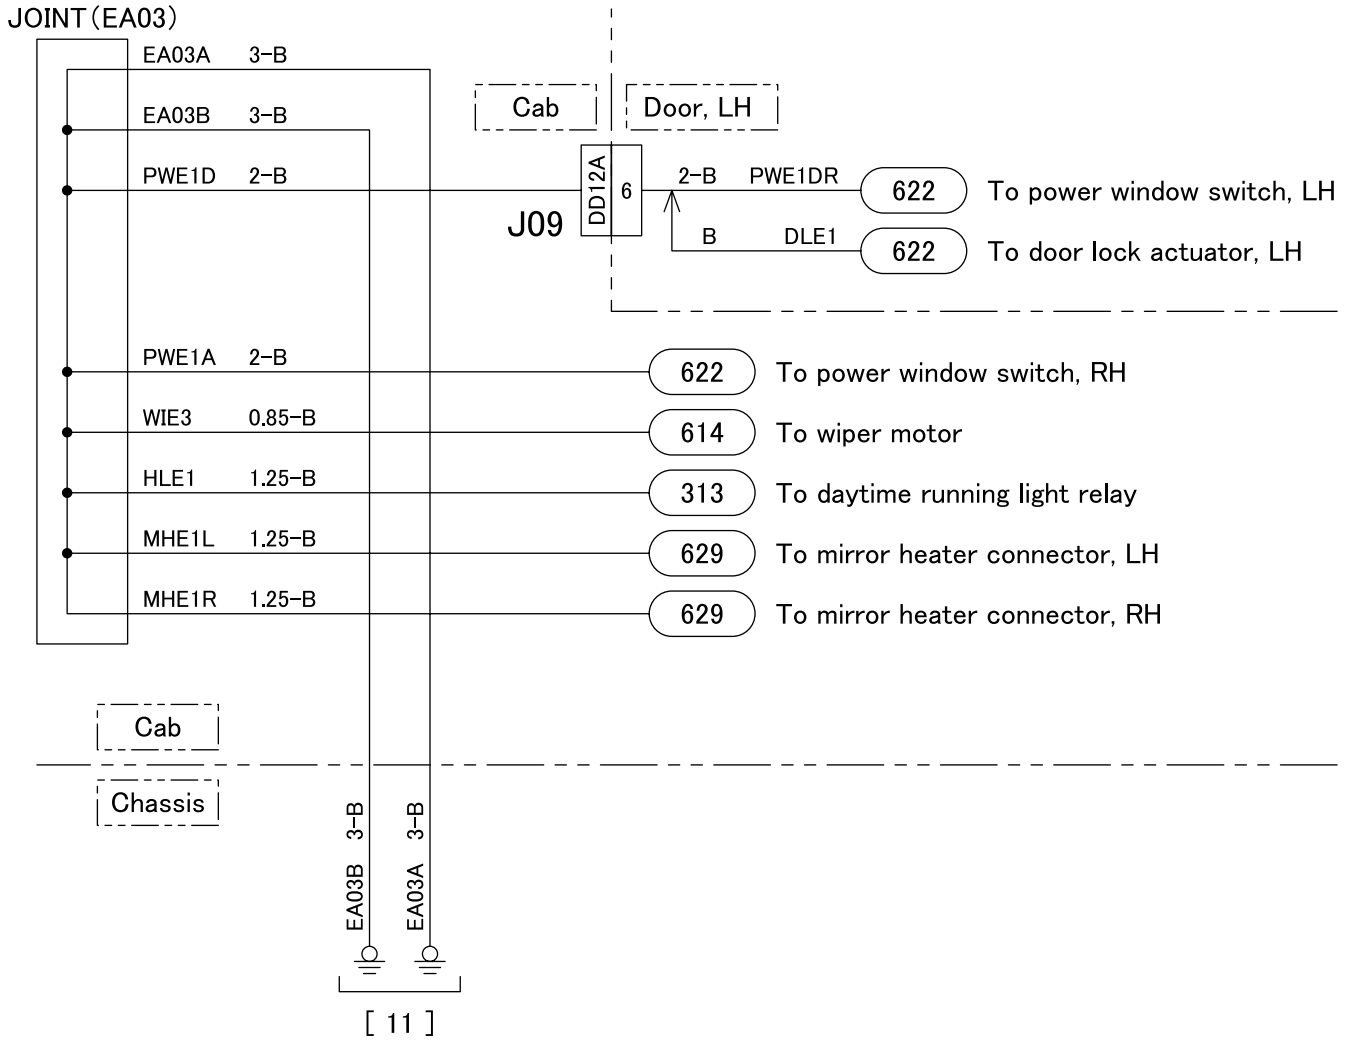 JOINT(EA03)
EA03A 3-B
EA03B 3-B
Cab Door, LH
PWE1D 2-B
DD12A 6
J09
2-B PWE1DR 622 To power window switch, LH
B DLE1 622 To door lock actuator, LH
PWE1A 2-B 622 To power window switch, RH
WIE3 0.85-B 614 To wiper motor
HLE1 1.25-B 313 To daytime running light relay
MHE1L 1.25-B 629 To mirror heater connector, LH
MHE1R 1.25-B 629 To mirror heater connector, RH
Cab
Chassis
EA03B 3-B
EA03A 3-B
[ 11 ]